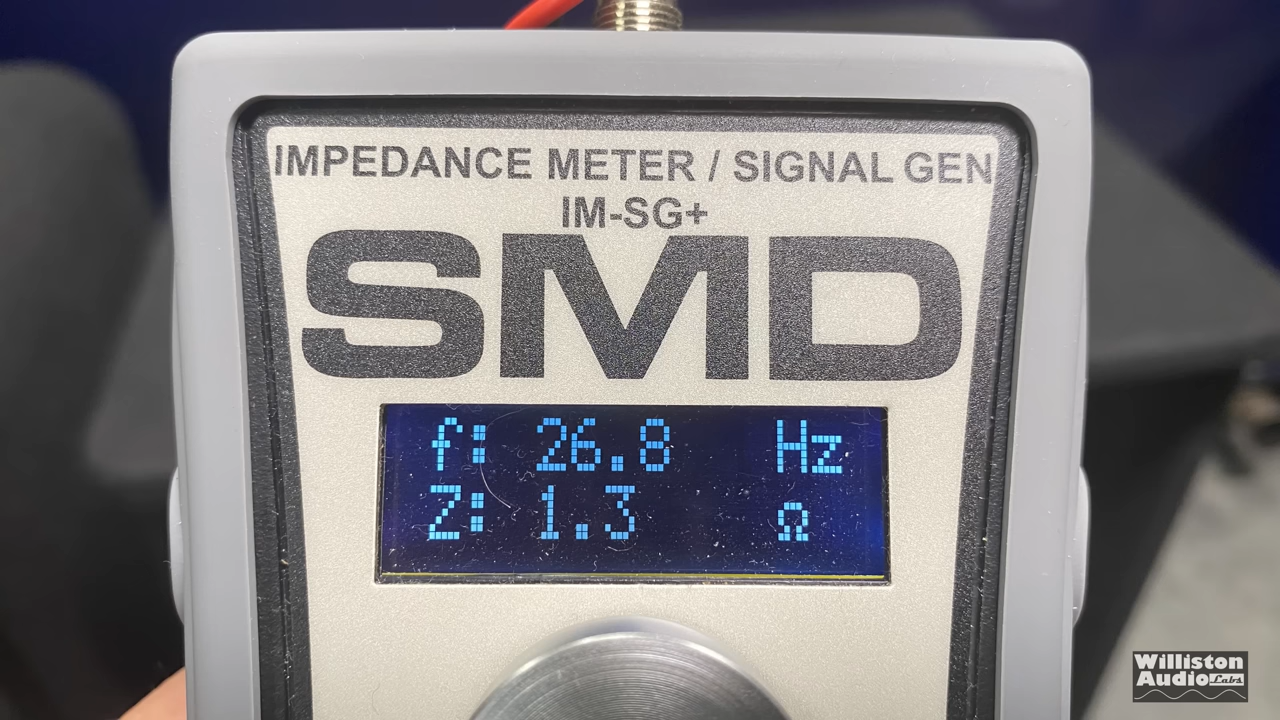 IMPEDANCE METER / SIGNAL GEN
IM-SG+
SMD
f: 26.8 Hz
Z: 1.3 Ω
Williston
Audio Labs